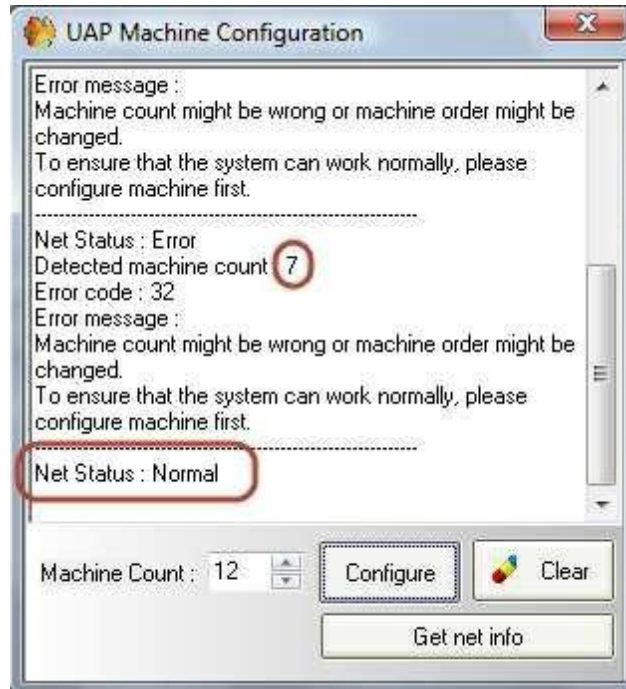 UAP Machine Configuration
Error message :
Machine count might be wrong or machine order might be
changed.
To ensure that the system can work normally, please
configure machine first.
--------------------------------------------------------
Net Status : Error
Detected machine count 7
Error code : 32
Error message :
Machine count might be wrong or machine order might be
changed.
To ensure that the system can work normally, please
configure machine first.
--------------------------------------------------------
Net Status : Normal
Machine Count : 12
Configure
Clear
Get net info